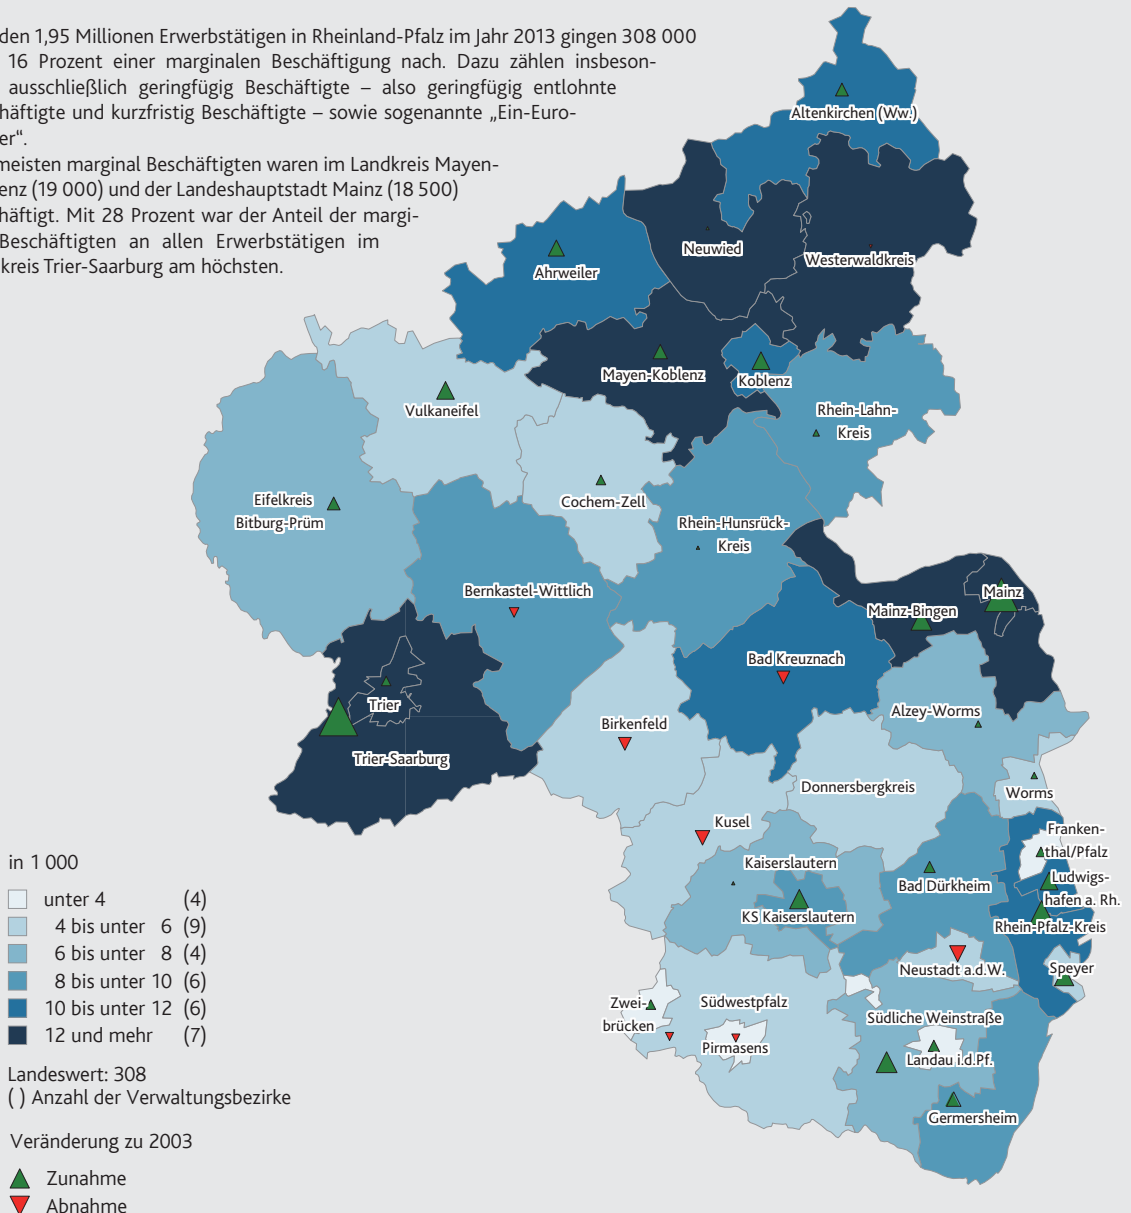 den 1,95 Millionen Erwerbstätigen in Rheinland-Pfalz im Jahr 2013 gingen 308 000
16 Prozent einer marginalen Beschäftigung nach. Dazu zählen insbeson-
ausschließlich geringfügig Beschäftigte – also geringfügig entlohnte
häftigte und kurzfristig Beschäftigte – sowie sogenannte „Ein-Euro-
er“.
meisten marginal Beschäftigten waren im Landkreis Mayen-
enz (19 000) und der Landeshauptstadt Mainz (18 500)
häftigt. Mit 28 Prozent war der Anteil der margi-
Beschäftigten an allen Erwerbstätigen im
kreis Trier-Saarburg am höchsten.
Altenkirchen (Ww.)
Neuwied
Westerwaldkreis
Ahrweiler
Mayen-Koblenz
Koblenz
Vulkaneifel
Rhein-Lahn-
Kreis
Eifelkreis
Bitburg-Prüm
Cochem-Zell
Rhein-Hunsrück-
Kreis
Bernkastel-Wittlich
Mainz
Mainz-Bingen
Bad Kreuznach
Trier
Alzey-Worms
Birkenfeld
Trier-Saarburg
Donnersbergkreis
Worms
Kusel
Franken-
thal/Pfalz
Kaiserslautern
Ludwigs-
hafen a. Rh.
Bad Dürkheim
KS Kaiserslautern
Rhein-Pfalz-Kreis
Neustadt a.d.W.
Speyer
Zwei-
brücken
Südwestpfalz
Südliche Weinstraße
Pirmasens
Landau i.d.Pf.
Germersheim
in 1 000
unter 4 (4)
4 bis unter 6 (9)
6 bis unter 8 (4)
8 bis unter 10 (6)
10 bis unter 12 (6)
12 und mehr (7)
Landeswert: 308
( ) Anzahl der Verwaltungsbezirke
Veränderung zu 2003
Zunahme
Abnahme